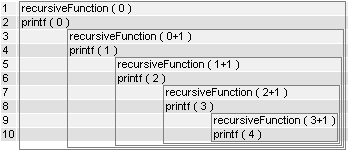 1 recursiveFunction ( 0 )
2 printf ( 0 )
3 recursiveFunction ( 0+1 )
4 printf ( 1 )
5 recursiveFunction ( 1+1 )
6 printf ( 2 )
7 recursiveFunction ( 2+1 )
8 printf ( 3 )
9 recursiveFunction ( 3+1 )
10 printf ( 4 )